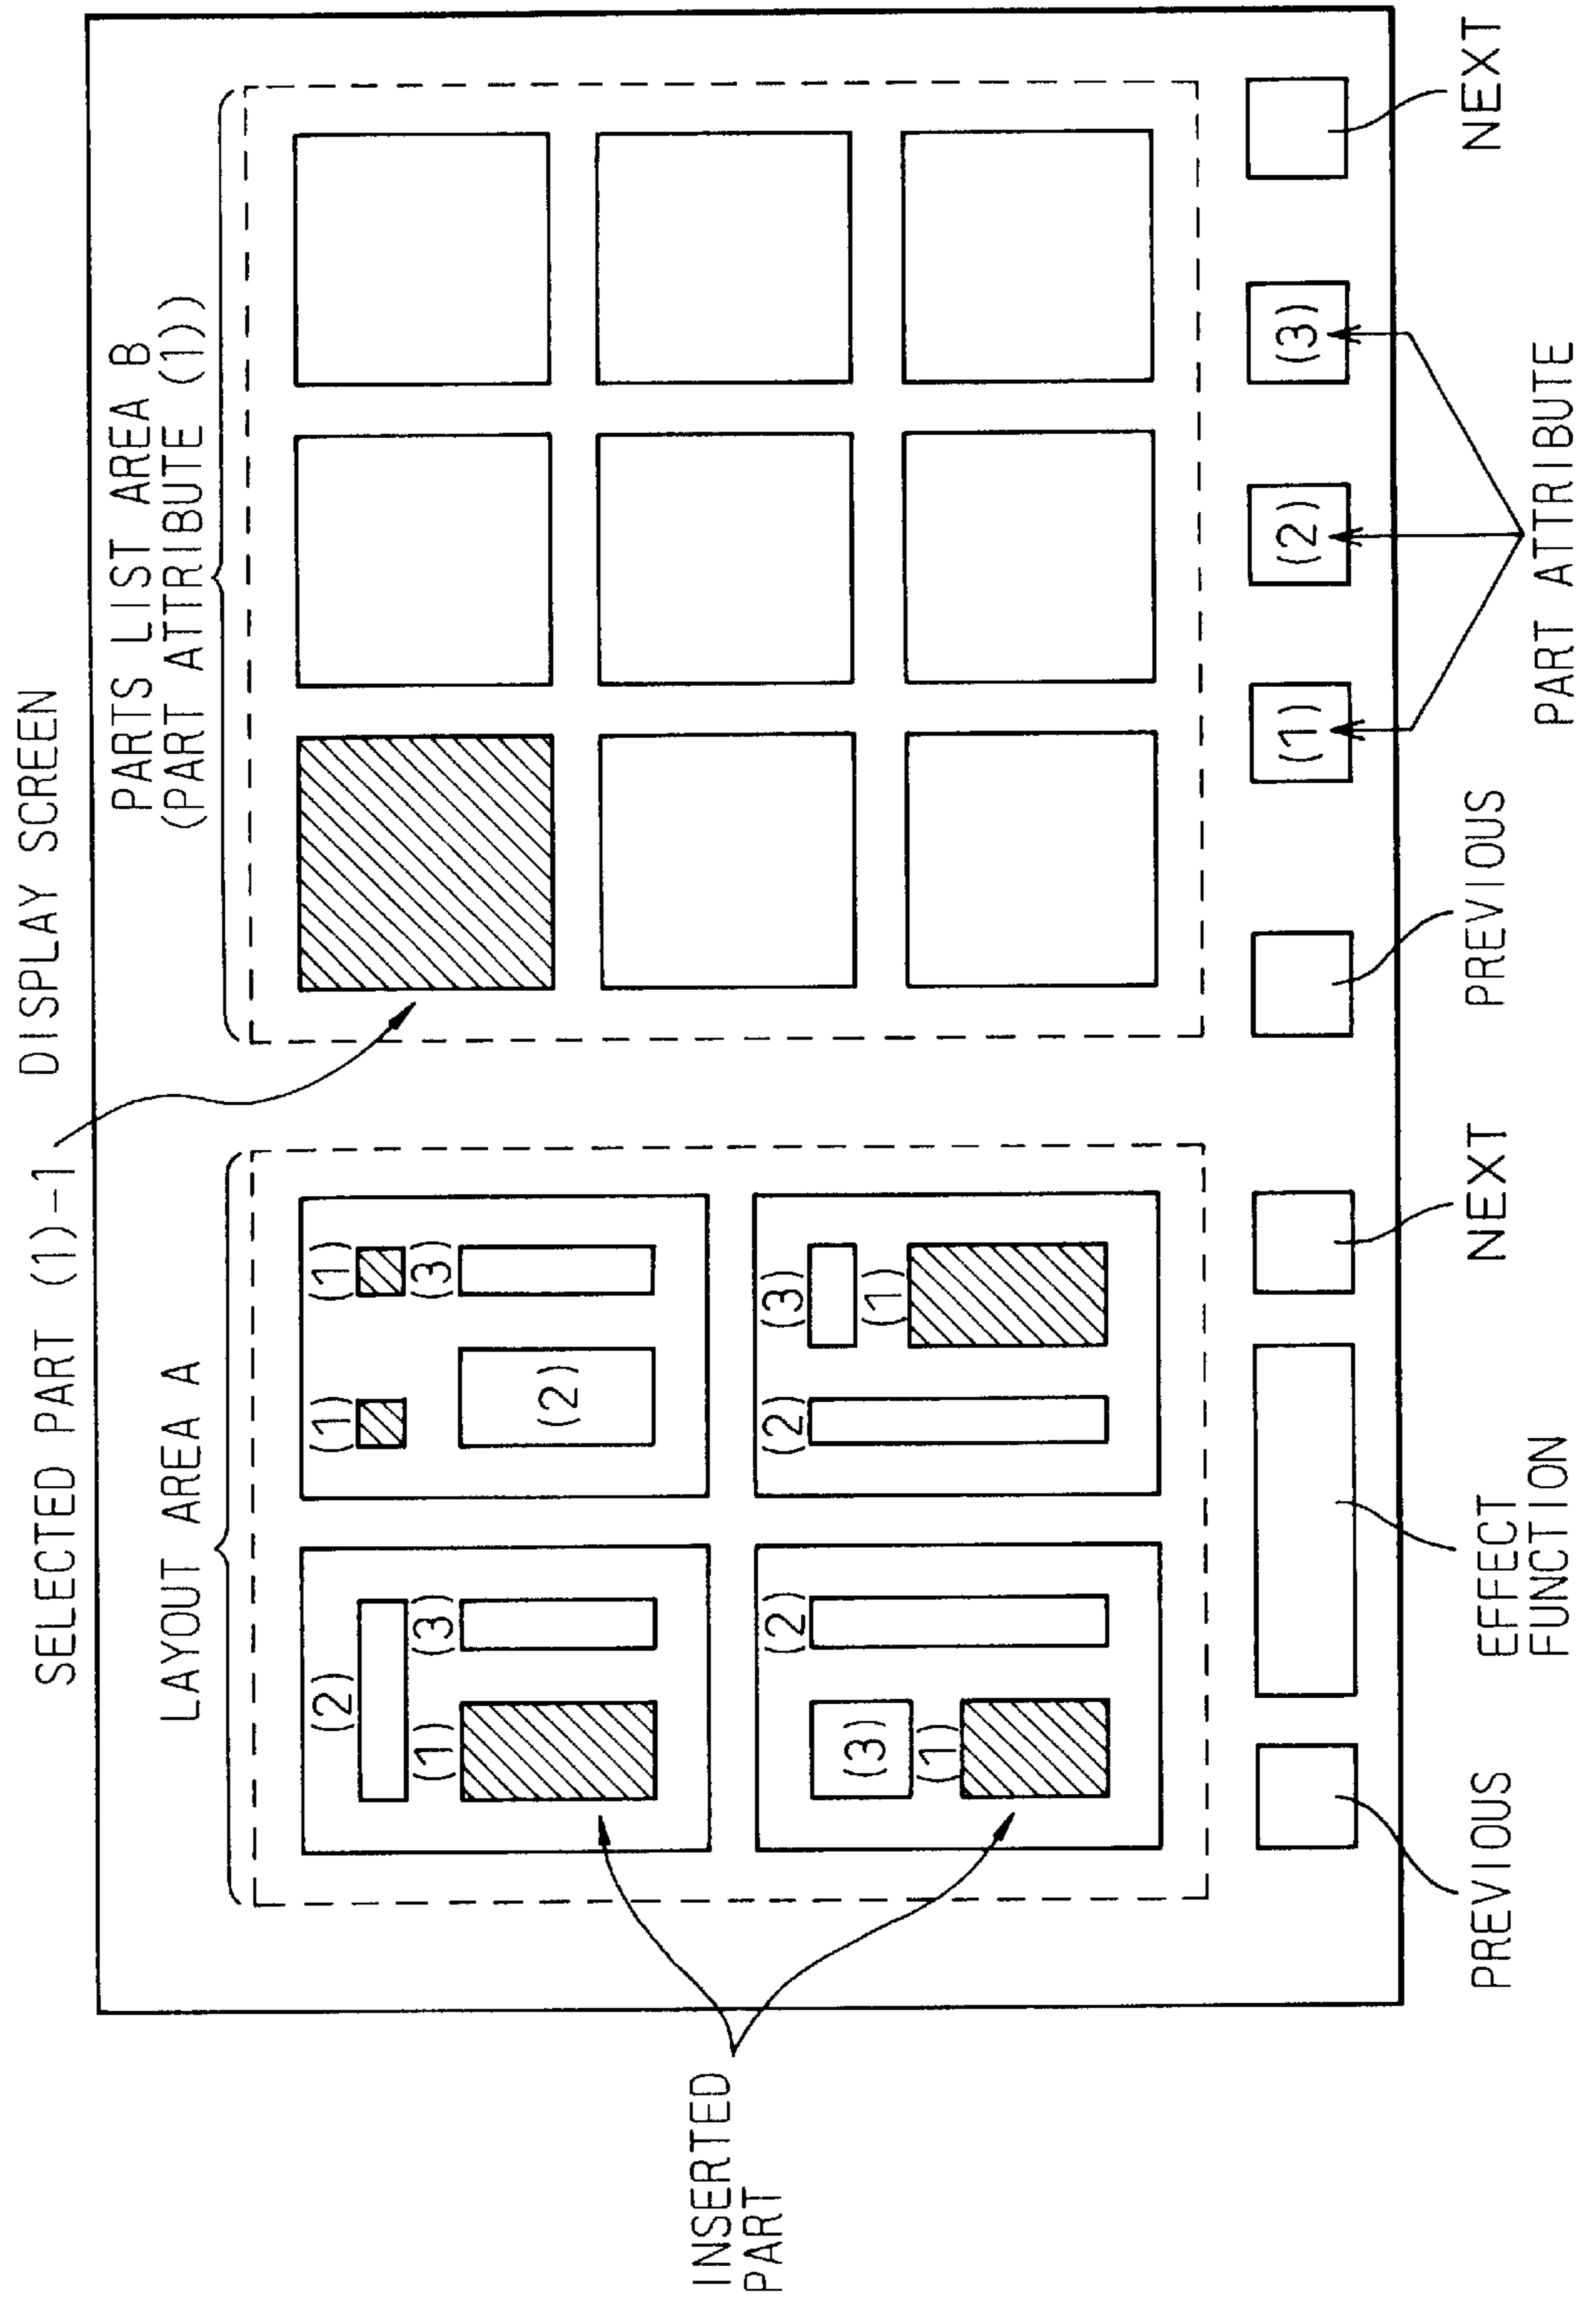 DISPLAY SCREEN
SELECTED PART (1)-1
LAYOUT AREA A
PARTS LIST AREA B
(PART ATTRIBUTE (1))
(2)
(1)
(3)
(1)
(1)
(2)
(3)
INSERTED
PART
(3)
(1)
(2)
(2)
(3)
(1)
(1)
(2)
(3)
PREVIOUS
EFFECT
FUNCTION
NEXT
PREVIOUS
PART ATTRIBUTE
NEXT